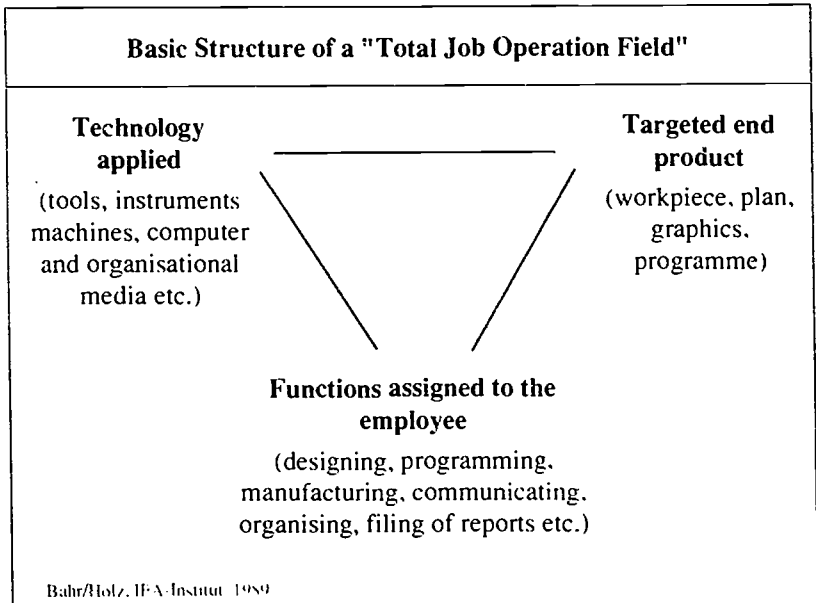 Basic Structure of a "Total Job Operation Field"
Technology
applied
(tools, instruments
machines, computer
and organisational
media etc.)
Targeted end
product
(workpiece, plan,
graphics,
programme)
Functions assigned to the
employee
(designing, programming,
manufacturing, communicating,
organising, filing of reports etc.)
Bahr/Holz, IFA-Institut 1989